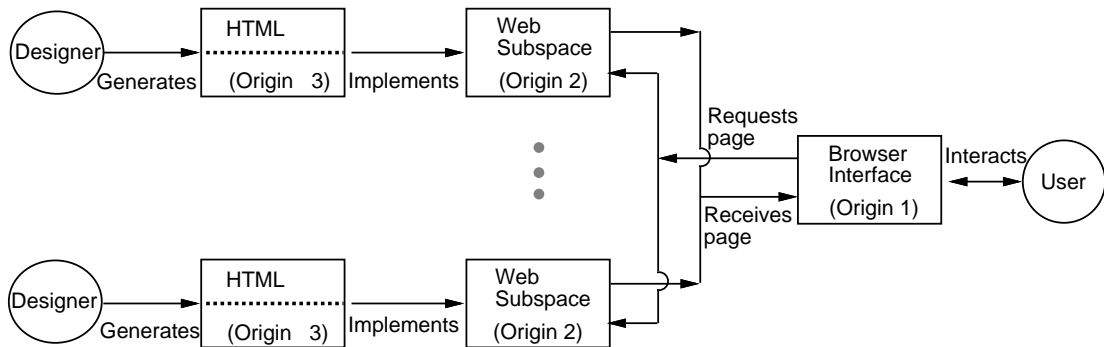 Designer
Generates
HTML
(Origin 3)
Implements
Web
Subspace
(Origin 2)
Requests
page
Receives
page
Browser
Interface
(Origin 1)
Interacts
User
Designer
Generates
HTML
(Origin 3)
Implements
Web
Subspace
(Origin 2)